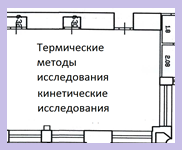 Термические
методы
исследования
кинетические
исследования